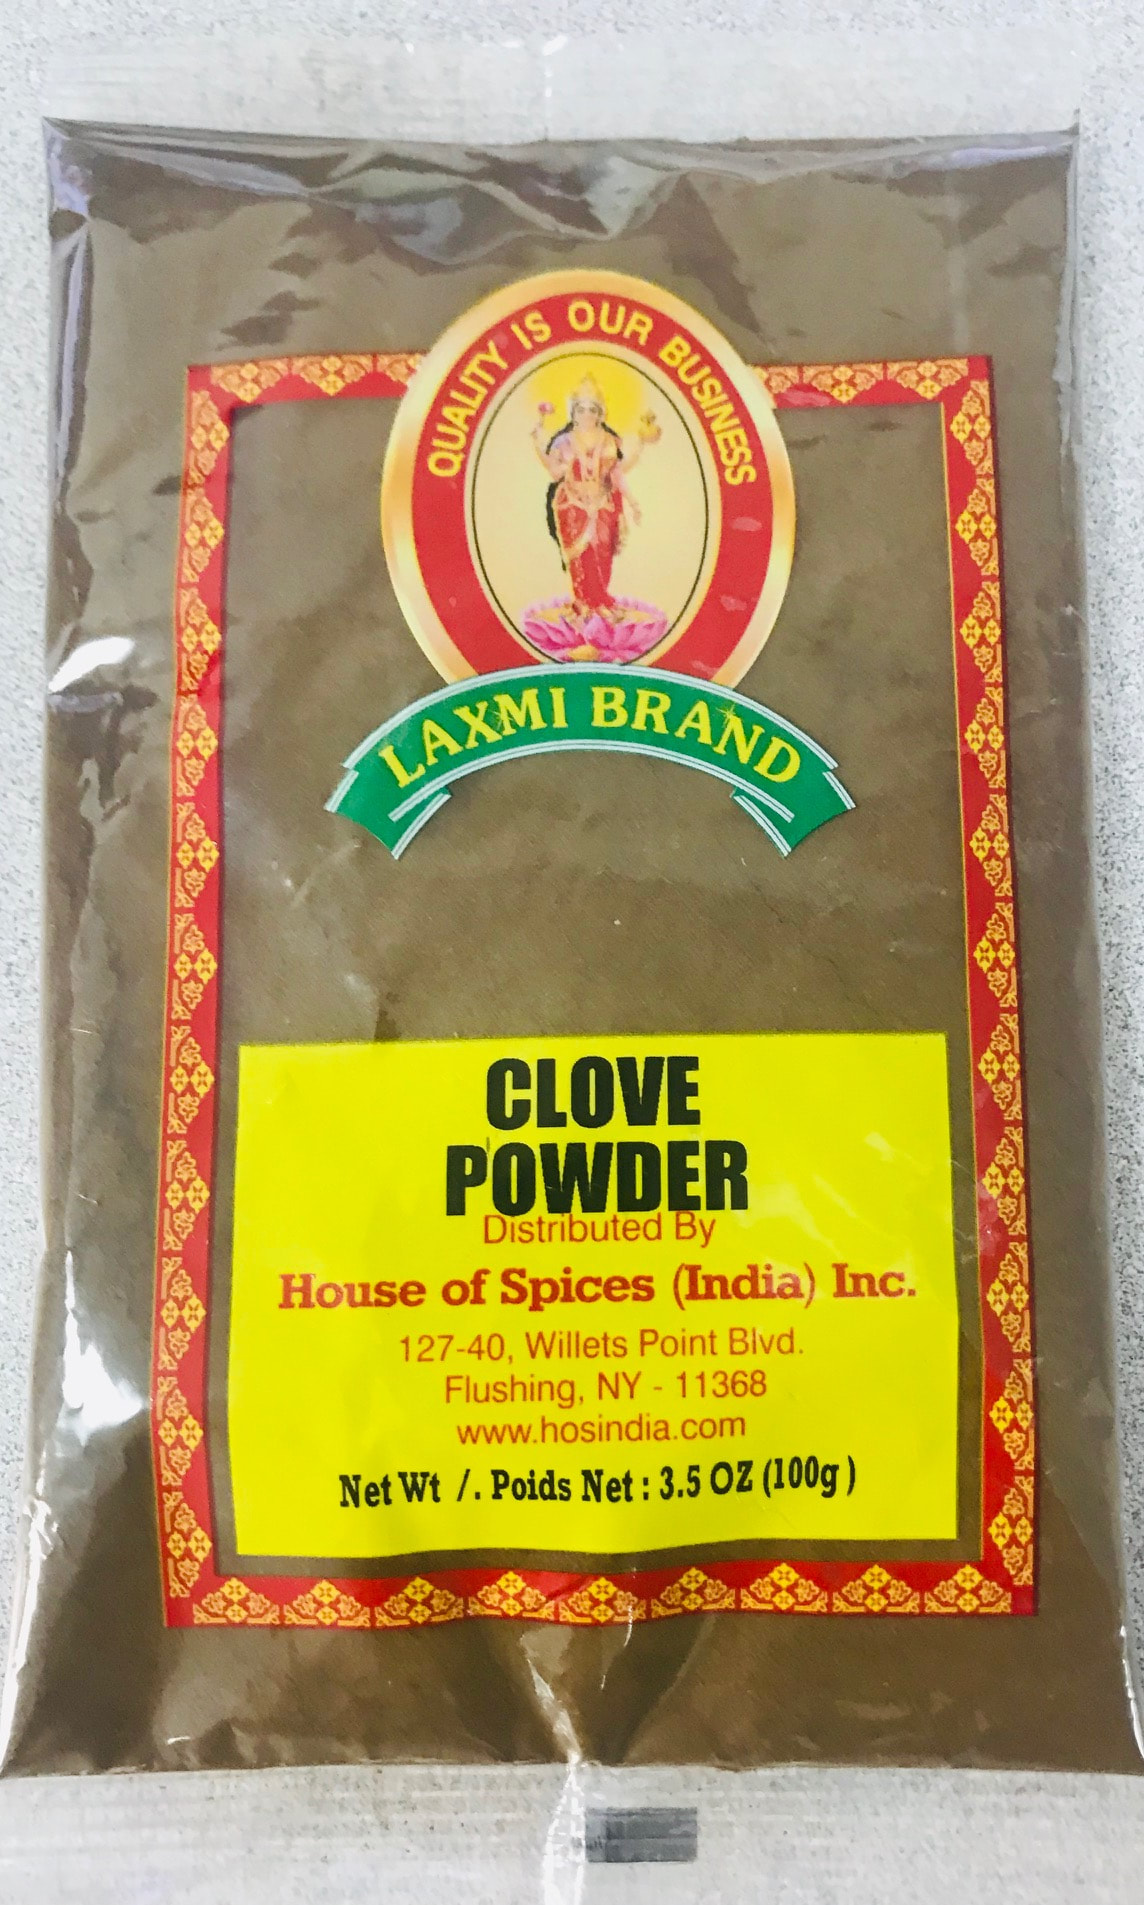 QUALITY IS OUR BUSINESS
LAXMI BRAND
CLOVE
POWDER
Distributed By
House of Spices (India) Inc.
127-40, Willets Point Blvd.
Flushing, NY - 11368
www.hosindia.com
Net Wt /. Poids Net : 3.5 OZ (100g )